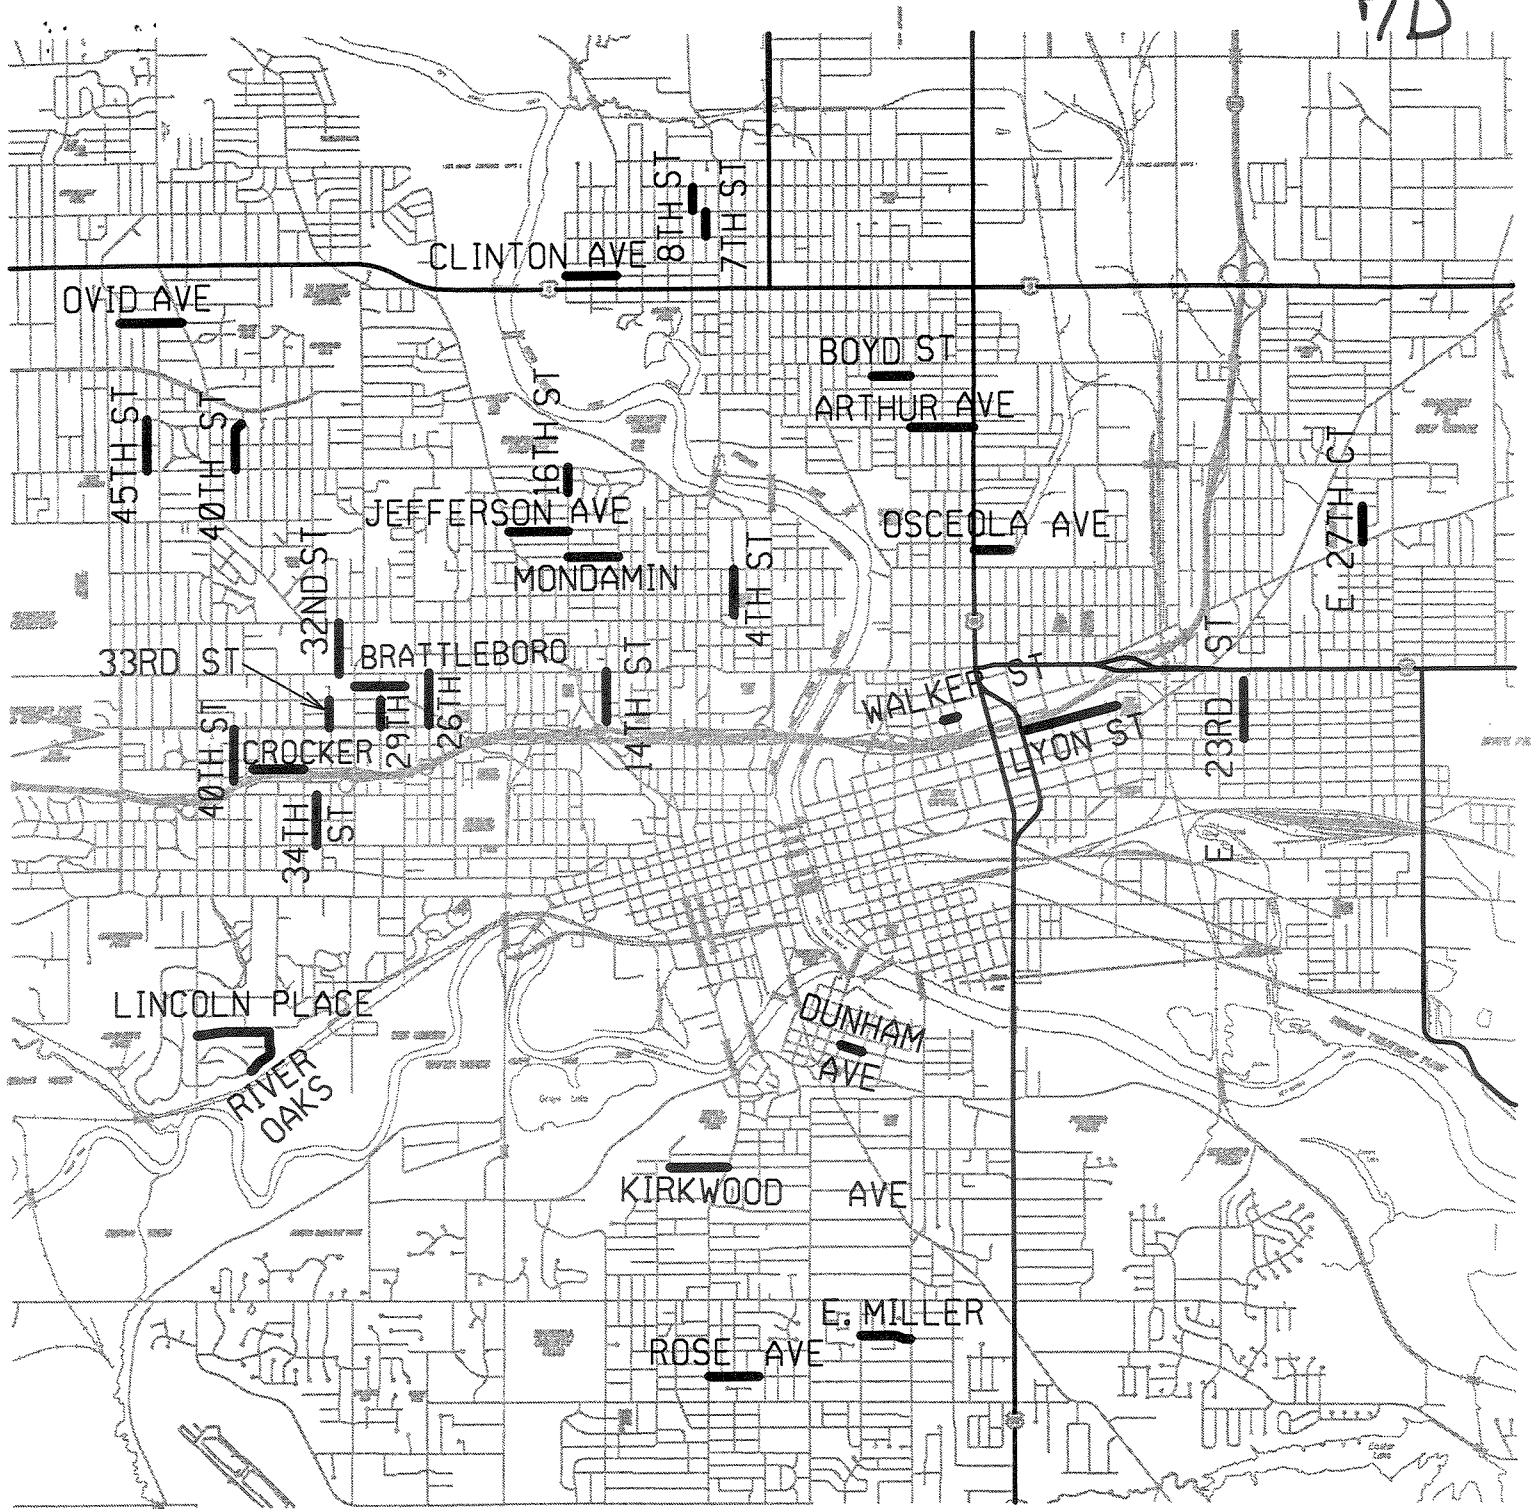 8TH ST
7TH ST
CLINTON AVE
OVID AVE
BOYD ST
ARTHUR AVE
45TH ST
40TH ST
16TH ST
JEFFERSON AVE
OSCEOLA AVE
E 27TH CT
MONDAMIN
4TH ST
32ND ST
33RD ST
BRATTLEBORO
14TH ST
WALKER ST
LYON ST
E 23RD ST
40TH ST
CROCKER
29TH
26TH
34TH ST
LINCOLN PLACE
RIVER
OAKS
DUNHAM
AVE
KIRKWOOD AVE
E. MILLER
ROSE AVE